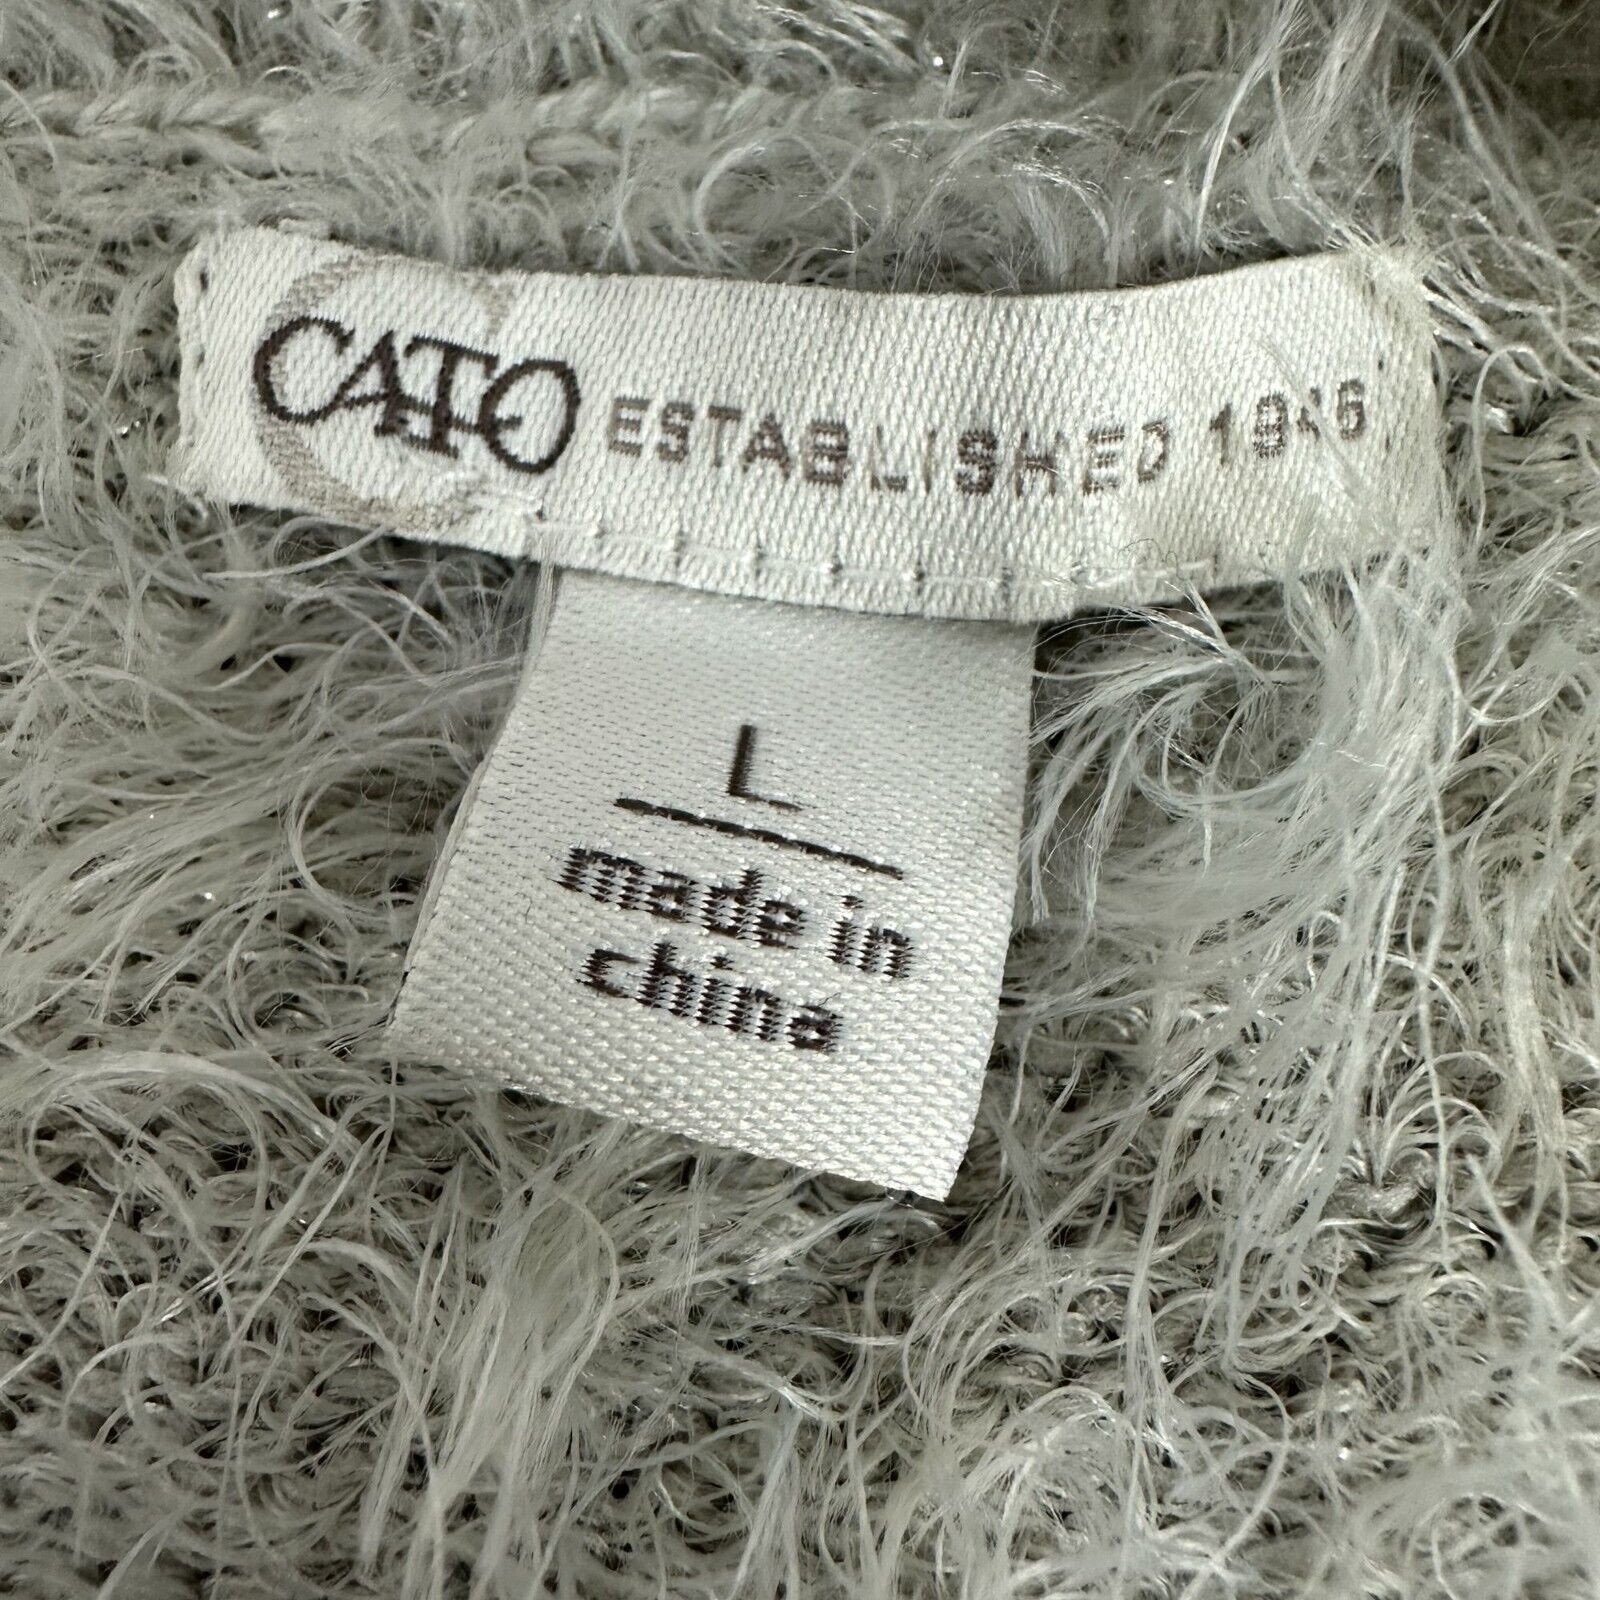 CATO ESTABLISHED 1946
L
made in
china